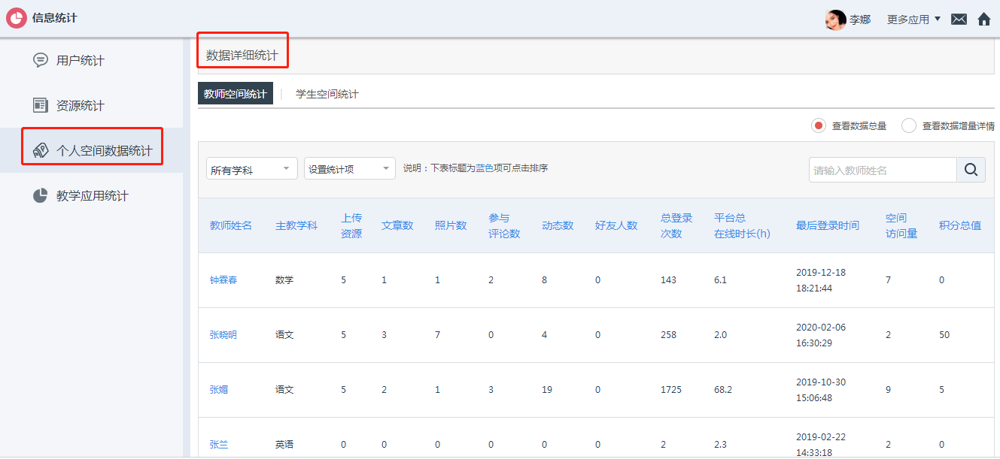 信息统计
李娜
更多应用
用户统计
资源统计
个人空间数据统计
教学应用统计
数据详细统计
教师空间统计
学生空间统计
查看数据总量
查看数据增量详情
所有学科
设置统计项
说明：下表标题为蓝色项可点击排序
请输入教师姓名
教师姓名 主教学科 上传资源 文章数 照片数 参与评论数 动态数 好友人数 总登录次数 平台总在线时长(h) 最后登录时间 空间访问量 积分总值
钟霖春 数学 5 1 1 2 8 0 143 6.1 2019-12-18 18:21:44 7 0
张晓明 语文 5 3 7 0 4 0 258 2.0 2020-02-06 16:30:29 2 50
张媚 语文 5 2 1 3 19 0 1725 68.2 2019-10-30 15:06:48 9 5
张兰 英语 0 0 0 0 0 0 2 2.3 2019-02-22 14:33:18 2 0